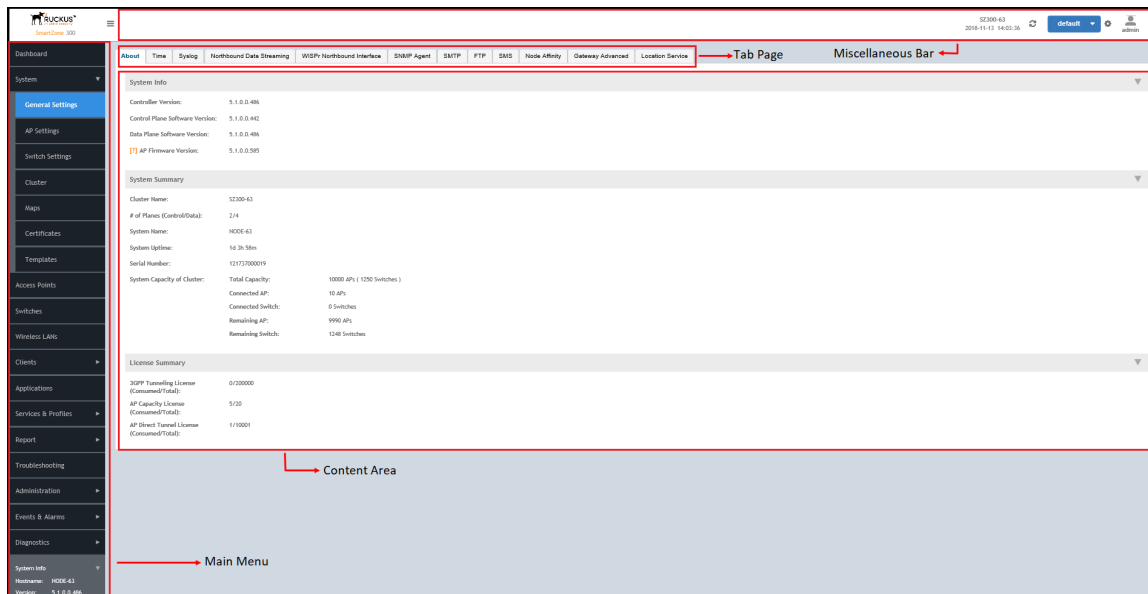 RUCKUS
SmartZone 300
SZ300-63
2018-11-13 14:03:36
default
admin
About Time Syslog Northbound Data Streaming WISPr Northbound Interface SNMP Agent SMTP FTP SMS Node Affinity Gateway Advanced Location Service
Tab Page
Miscellaneous Bar
Dashboard
System
General Settings
AP Settings
Switch Settings
Cluster
Maps
Certificates
Templates
Access Points
Switches
Wireless LANs
Clients
Applications
Services & Profiles
Report
Troubleshooting
Administration
Events & Alarms
Diagnostics
System Info
Hostname: NODE-63
Version: 5.1.0.0.486
System Info
Controller Version: 5.1.0.0.486
Control Plane Software Version: 5.1.0.0.442
Data Plane Software Version: 5.1.0.0.486
[?] AP Firmware Version: 5.1.0.0.585
System Summary
Cluster Name: SZ300-63
# of Planes (Control/Data): 2/4
System Name: NODE-63
System Uptime: 1d 3h 58m
Serial Number: 121737000019
System Capacity of Cluster: Total Capacity: 10000 APs ( 1250 Switches )
Connected AP: 10 APs
Connected Switch: 0 Switches
Remaining AP: 9990 APs
Remaining Switch: 1248 Switches
License Summary
3GPP Tunneling License 0/200000
(Consumed/Total):
AP Capacity License 5/20
(Consumed/Total):
AP Direct Tunnel License 1/10001
(Consumed/Total):
Content Area
Main Menu